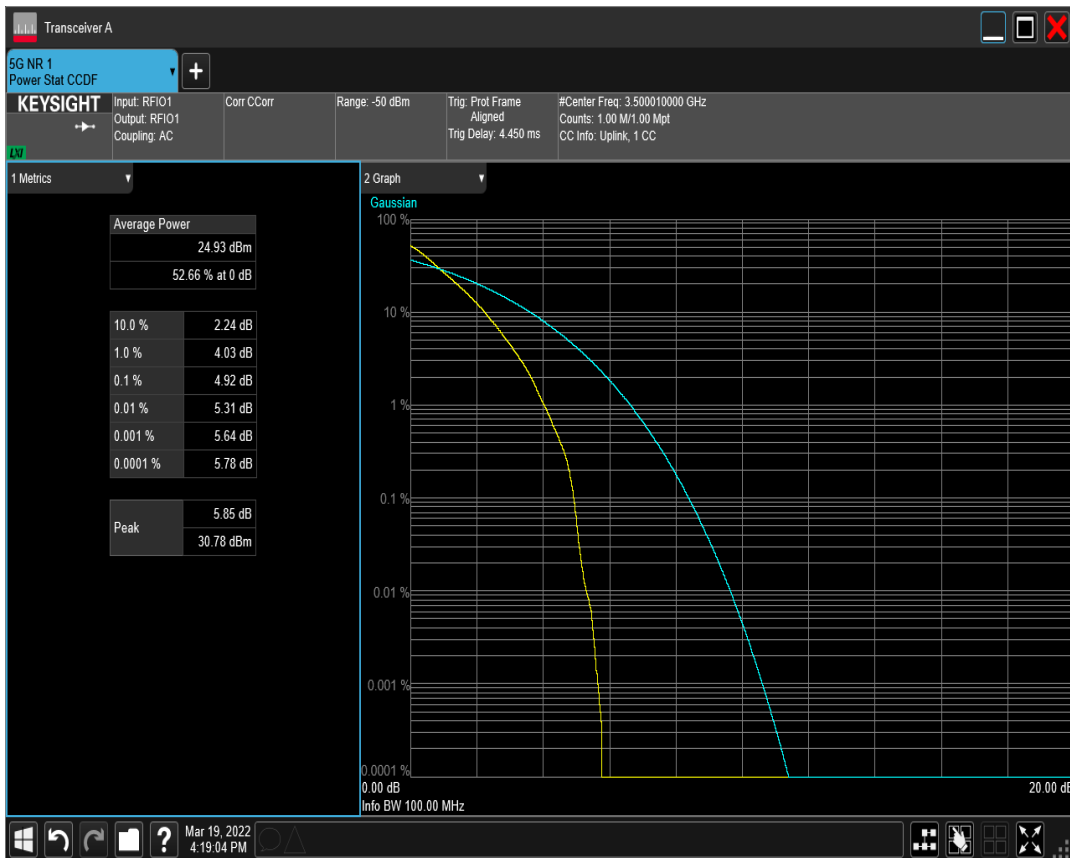 Transceiver A
5G NR 1
Power Stat CCDF
KEYSIGHT
LXI
Input: RFIO1
Output: RFIO1
Coupling: AC
Corr CCorr
Range: -50 dBm
Trig: Prot Frame
Aligned
Trig Delay: 4.450 ms
#Center Freq: 3.500010000 GHz
Counts: 1.00 M/1.00 Mpt
CC Info: Uplink, 1 CC
1 Metrics
Average Power
24.93 dBm
52.66 % at 0 dB
10.0 % 2.24 dB
1.0 % 4.03 dB
0.1 % 4.92 dB
0.01 % 5.31 dB
0.001 % 5.64 dB
0.0001 % 5.78 dB
Peak
5.85 dB
30.78 dBm
2 Graph
Gaussian
100 %
10 %
1 %
0.1 %
0.01 %
0.001 %
0.0001 %
0.00 dB 20.00 dB
Info BW 100.00 MHz
Mar 19, 2022
4:19:04 PM